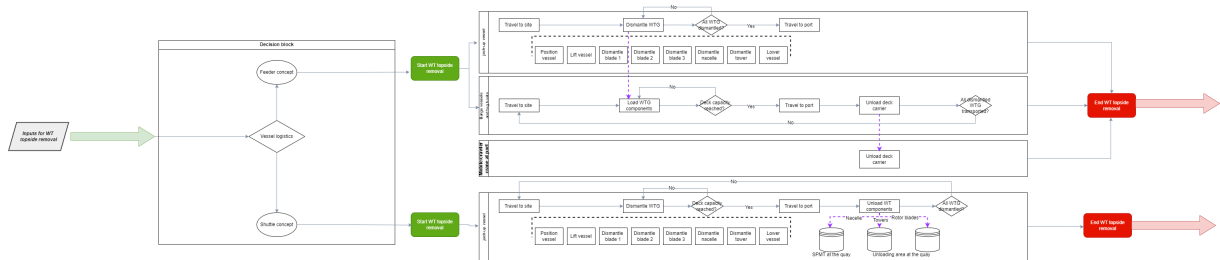 Inputs for WT
topside removal
Decision block
Feeder concept
Vessel logistics
Shuttle concept
Start WT topside
removal
Travel to site
Dismantle WTG
No
All WTG
dismantled?
Yes
Travel to port
Position
vessel
Lift vessel
Dismantle
blade 1
Dismantle
blade 2
Dismantle
blade 3
Dismantle
nacelle
Dismantle
tower
Lower
vessel
Travel to site
Load WTG
components
No
Deck capacity
reached?
Yes
Travel to port
Unload deck
carrier
All dismantled
WTG
transported?
No
Unload deck
carrier
End WT topside
removal
Start WT topside
removal
No
Travel to site
Dismantle WTG
No
Deck capacity
reached?
Yes
Travel to port
Unload WT
components
All WTG
dismantled?
Position
vessel
Lift vessel
Dismantle
blade 1
Dismantle
blade 2
Dismantle
blade 3
Dismantle
nacelle
Dismantle
tower
Lower
vessel
Nacelle
Towers
Rotor blades
SPMT at the quay
Unloading area at the quay
End WT topside
removal